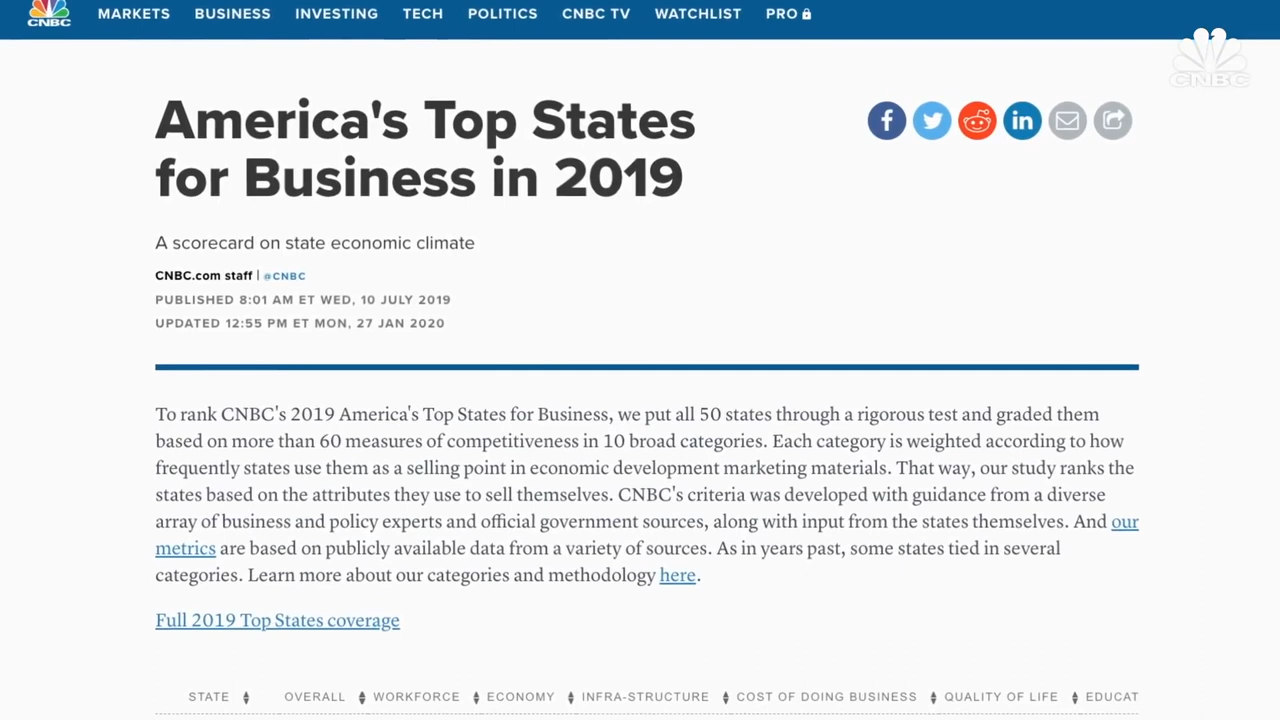 CNBC
MARKETS BUSINESS INVESTING TECH POLITICS CNBC TV WATCHLIST PRO
CNBC
America's Top States
for Business in 2019
A scorecard on state economic climate
CNBC.com staff | @CNBC
PUBLISHED 8:01 AM ET WED, 10 JULY 2019
UPDATED 12:55 PM ET MON, 27 JAN 2020
To rank CNBC's 2019 America's Top States for Business, we put all 50 states through a rigorous test and graded them
based on more than 60 measures of competitiveness in 10 broad categories. Each category is weighted according to how
frequently states use them as a selling point in economic development marketing materials. That way, our study ranks the
states based on the attributes they use to sell themselves. CNBC's criteria was developed with guidance from a diverse
array of business and policy experts and official government sources, along with input from the states themselves. And our
metrics are based on publicly available data from a variety of sources. As in years past, some states tied in several
categories. Learn more about our categories and methodology here.
Full 2019 Top States coverage
STATE OVERALL WORKFORCE ECONOMY INFRA-STRUCTURE COST OF DOING BUSINESS QUALITY OF LIFE EDUCAT